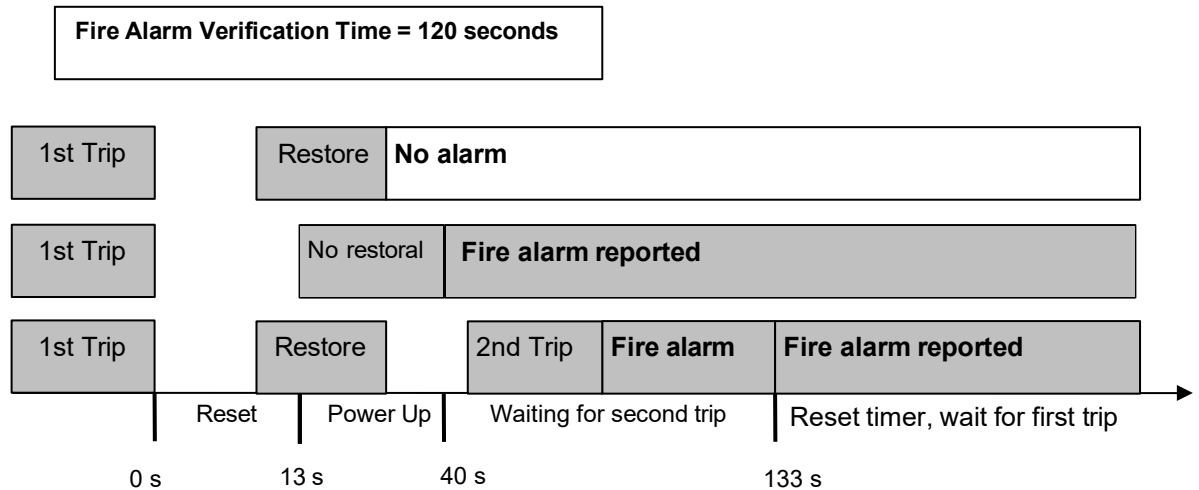 Fire Alarm Verification Time = 120 seconds
1st Trip Restore No alarm
1st Trip No restoral Fire alarm reported
1st Trip Restore 2nd Trip Fire alarm Fire alarm reported
Reset Power Up Waiting for second trip Reset timer, wait for first trip
0 s 13 s 40 s 133 s